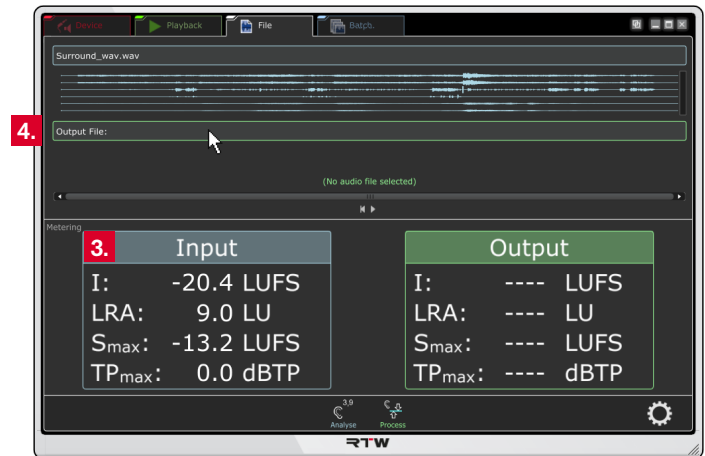 Device Playback File Batch.
Surround_wav.wav
4.
Output File:
(No audio file selected)
Metering
3. Input
I: -20.4 LUFS
LRA: 9.0 LU
Smax: -13.2 LUFS
TPmax: 0.0 dBTP
Output
I: ---- LUFS
LRA: ---- LU
Smax: ---- LUFS
TPmax: ---- dBTP
3,9
Analyse Process
RTW